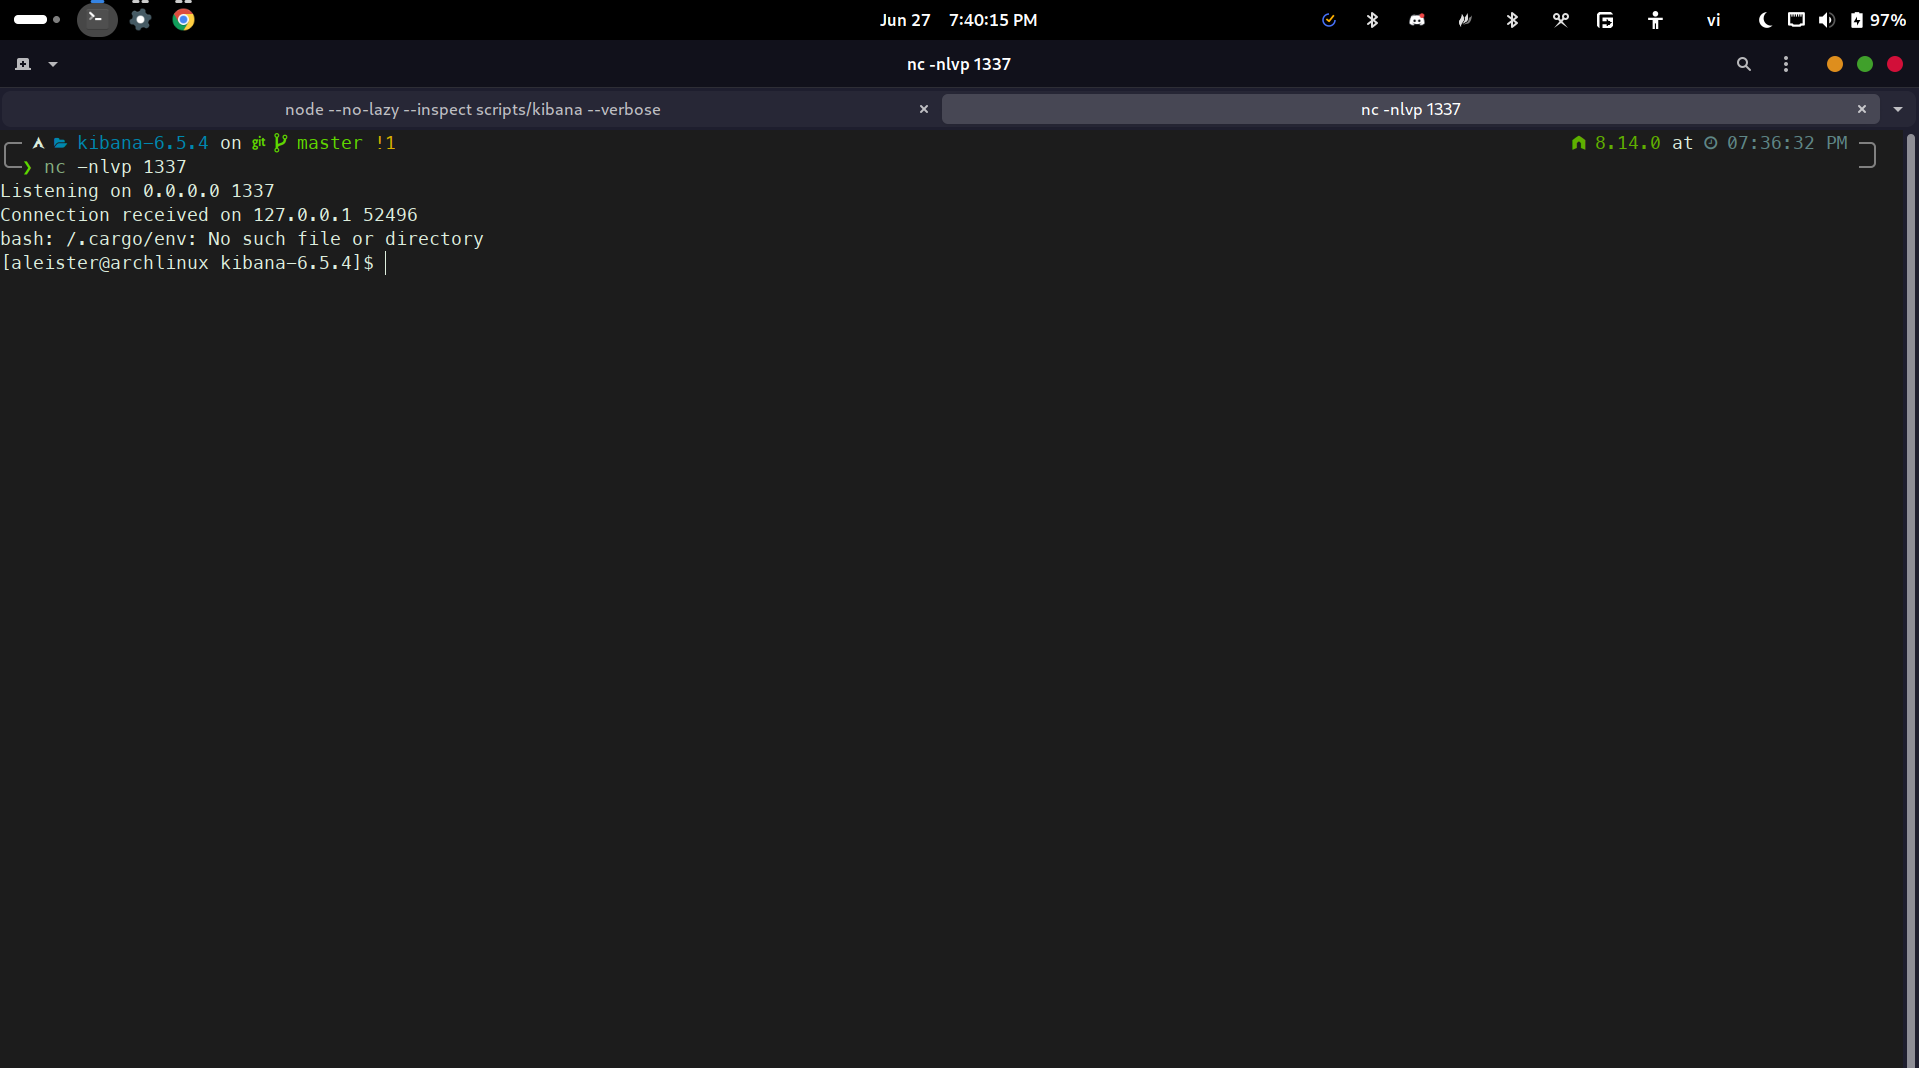 Jun 27 7:40:15 PM
vi
97%
nc -nlvp 1337
node --no-lazy --inspect scripts/kibana --verbose
nc -nlvp 1337
kibana-6.5.4 on git master !1
8.14.0 at 07:36:32 PM
❯ nc -nlvp 1337
Listening on 0.0.0.0 1337
Connection received on 127.0.0.1 52496
bash: /.cargo/env: No such file or directory
[aleister@archlinux kibana-6.5.4]$